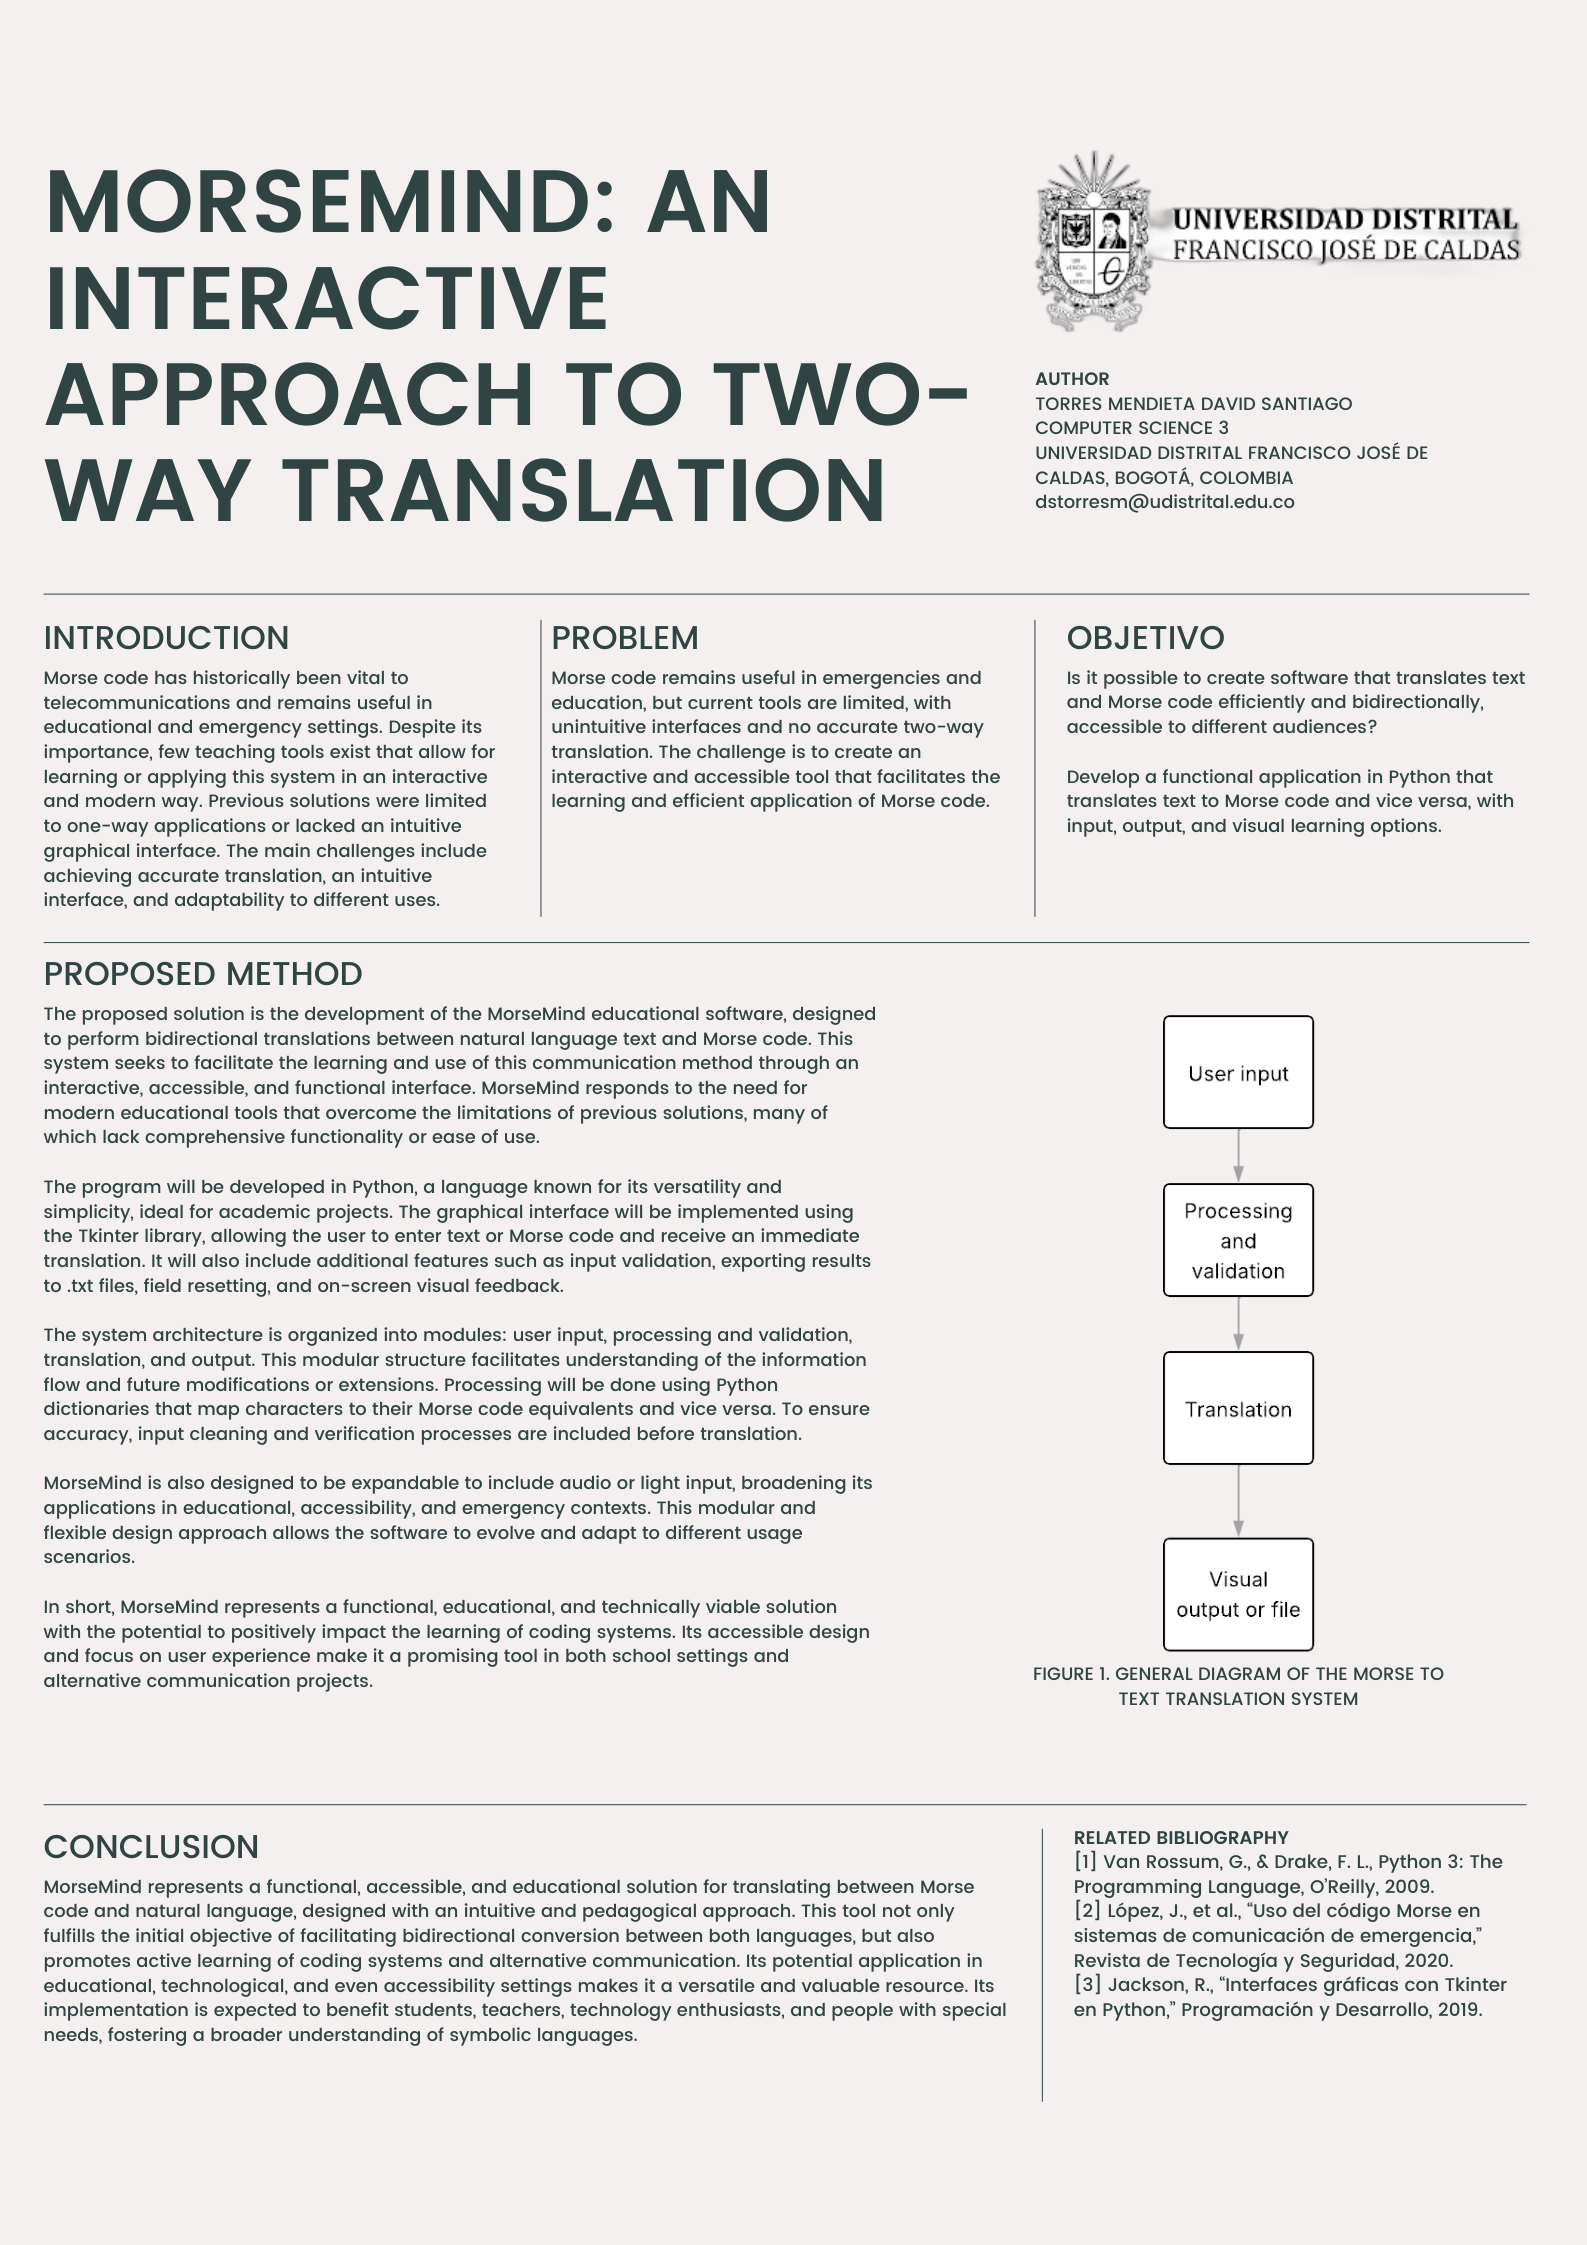 MORSEMIND: AN
INTERACTIVE
APPROACH TO TWO-
WAY TRANSLATION
UNIVERSIDAD DISTRITAL
FRANCISCO JOSÉ DE CALDAS
AUTHOR
TORRES MENDIETA DAVID SANTIAGO
COMPUTER SCIENCE 3
UNIVERSIDAD DISTRITAL FRANCISCO JOSÉ DE
CALDAS, BOGOTÁ, COLOMBIA
dstorresm@udistrital.edu.co
INTRODUCTION
Morse code has historically been vital to
telecommunications and remains useful in
educational and emergency settings. Despite its
importance, few teaching tools exist that allow for
learning or applying this system in an interactive
and modern way. Previous solutions were limited
to one-way applications or lacked an intuitive
graphical interface. The main challenges include
achieving accurate translation, an intuitive
interface, and adaptability to different uses.
PROBLEM
Morse code remains useful in emergencies and
education, but current tools are limited, with
unintuitive interfaces and no accurate two-way
translation. The challenge is to create an
interactive and accessible tool that facilitates the
learning and efficient application of Morse code.
OBJETIVO
Is it possible to create software that translates text
and Morse code efficiently and bidirectionally,
accessible to different audiences?
Develop a functional application in Python that
translates text to Morse code and vice versa, with
input, output, and visual learning options.
PROPOSED METHOD
The proposed solution is the development of the MorseMind educational software, designed
to perform bidirectional translations between natural language text and Morse code. This
system seeks to facilitate the learning and use of this communication method through an
interactive, accessible, and functional interface. MorseMind responds to the need for
modern educational tools that overcome the limitations of previous solutions, many of
which lack comprehensive functionality or ease of use.
The program will be developed in Python, a language known for its versatility and
simplicity, ideal for academic projects. The graphical interface will be implemented using
the Tkinter library, allowing the user to enter text or Morse code and receive an immediate
translation. It will also include additional features such as input validation, exporting results
to .txt files, field resetting, and on-screen visual feedback.
The system architecture is organized into modules: user input, processing and validation,
translation, and output. This modular structure facilitates understanding of the information
flow and future modifications or extensions. Processing will be done using Python
dictionaries that map characters to their Morse code equivalents and vice versa. To ensure
accuracy, input cleaning and verification processes are included before translation.
MorseMind is also designed to be expandable to include audio or light input, broadening its
applications in educational, accessibility, and emergency contexts. This modular and
flexible design approach allows the software to evolve and adapt to different usage
scenarios.
In short, MorseMind represents a functional, educational, and technically viable solution
with the potential to positively impact the learning of coding systems. Its accessible design
and focus on user experience make it a promising tool in both school settings and
alternative communication projects.
User input
Processing
and
validation
Translation
Visual
output or file
FIGURE 1. GENERAL DIAGRAM OF THE MORSE TO
TEXT TRANSLATION SYSTEM
CONCLUSION
MorseMind represents a functional, accessible, and educational solution for translating between Morse
code and natural language, designed with an intuitive and pedagogical approach. This tool not only
fulfills the initial objective of facilitating bidirectional conversion between both languages, but also
promotes active learning of coding systems and alternative communication. Its potential application in
educational, technological, and even accessibility settings makes it a versatile and valuable resource. Its
implementation is expected to benefit students, teachers, technology enthusiasts, and people with special
needs, fostering a broader understanding of symbolic languages.
RELATED BIBLIOGRAPHY
[1] Van Rossum, G., & Drake, F. L., Python 3: The
Programming Language, O'Reilly, 2009.
[2] López, J., et al., “Uso del código Morse en
sistemas de comunicación de emergencia,”
Revista de Tecnología y Seguridad, 2020.
[3] Jackson, R., “Interfaces gráficas con Tkinter
en Python,” Programación y Desarrollo, 2019.